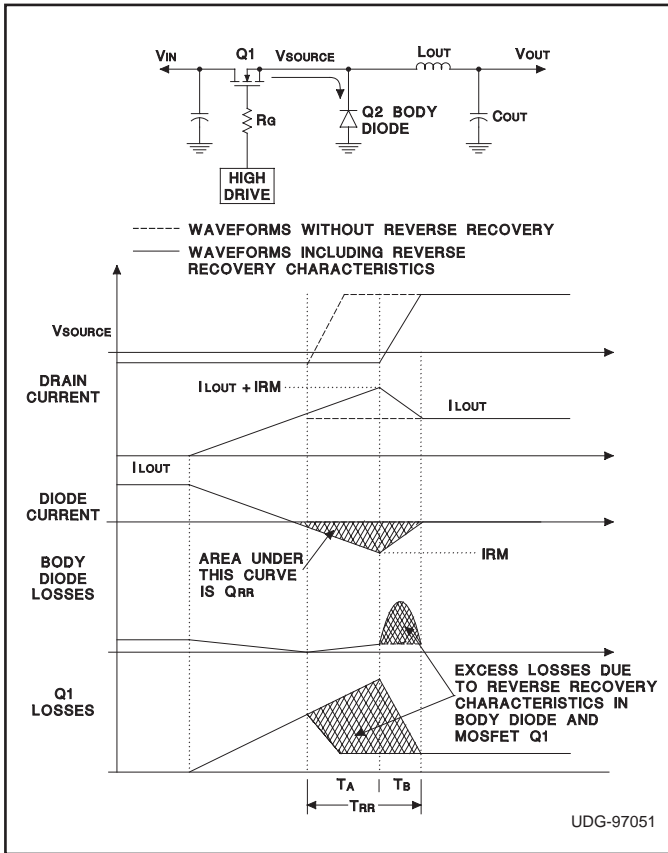 VIN
Q1
VSOURCE
LOUT
VOUT
RG
Q2 BODY
DIODE
COUT
HIGH
DRIVE
WAVEFORMS WITHOUT REVERSE RECOVERY
WAVEFORMS INCLUDING REVERSE
RECOVERY CHARACTERISTICS
VSOURCE
DRAIN
CURRENT
ILOUT + IRM
ILOUT
ILOUT
DIODE
CURRENT
AREA UNDER
THIS CURVE
IS QRR
IRM
BODY
DIODE
LOSSES
EXCESS LOSSES DUE
TO REVERSE RECOVERY
CHARACTERISTICS IN
BODY DIODE AND
MOSFET Q1
Q1
LOSSES
TA
TB
TRR
UDG-97051